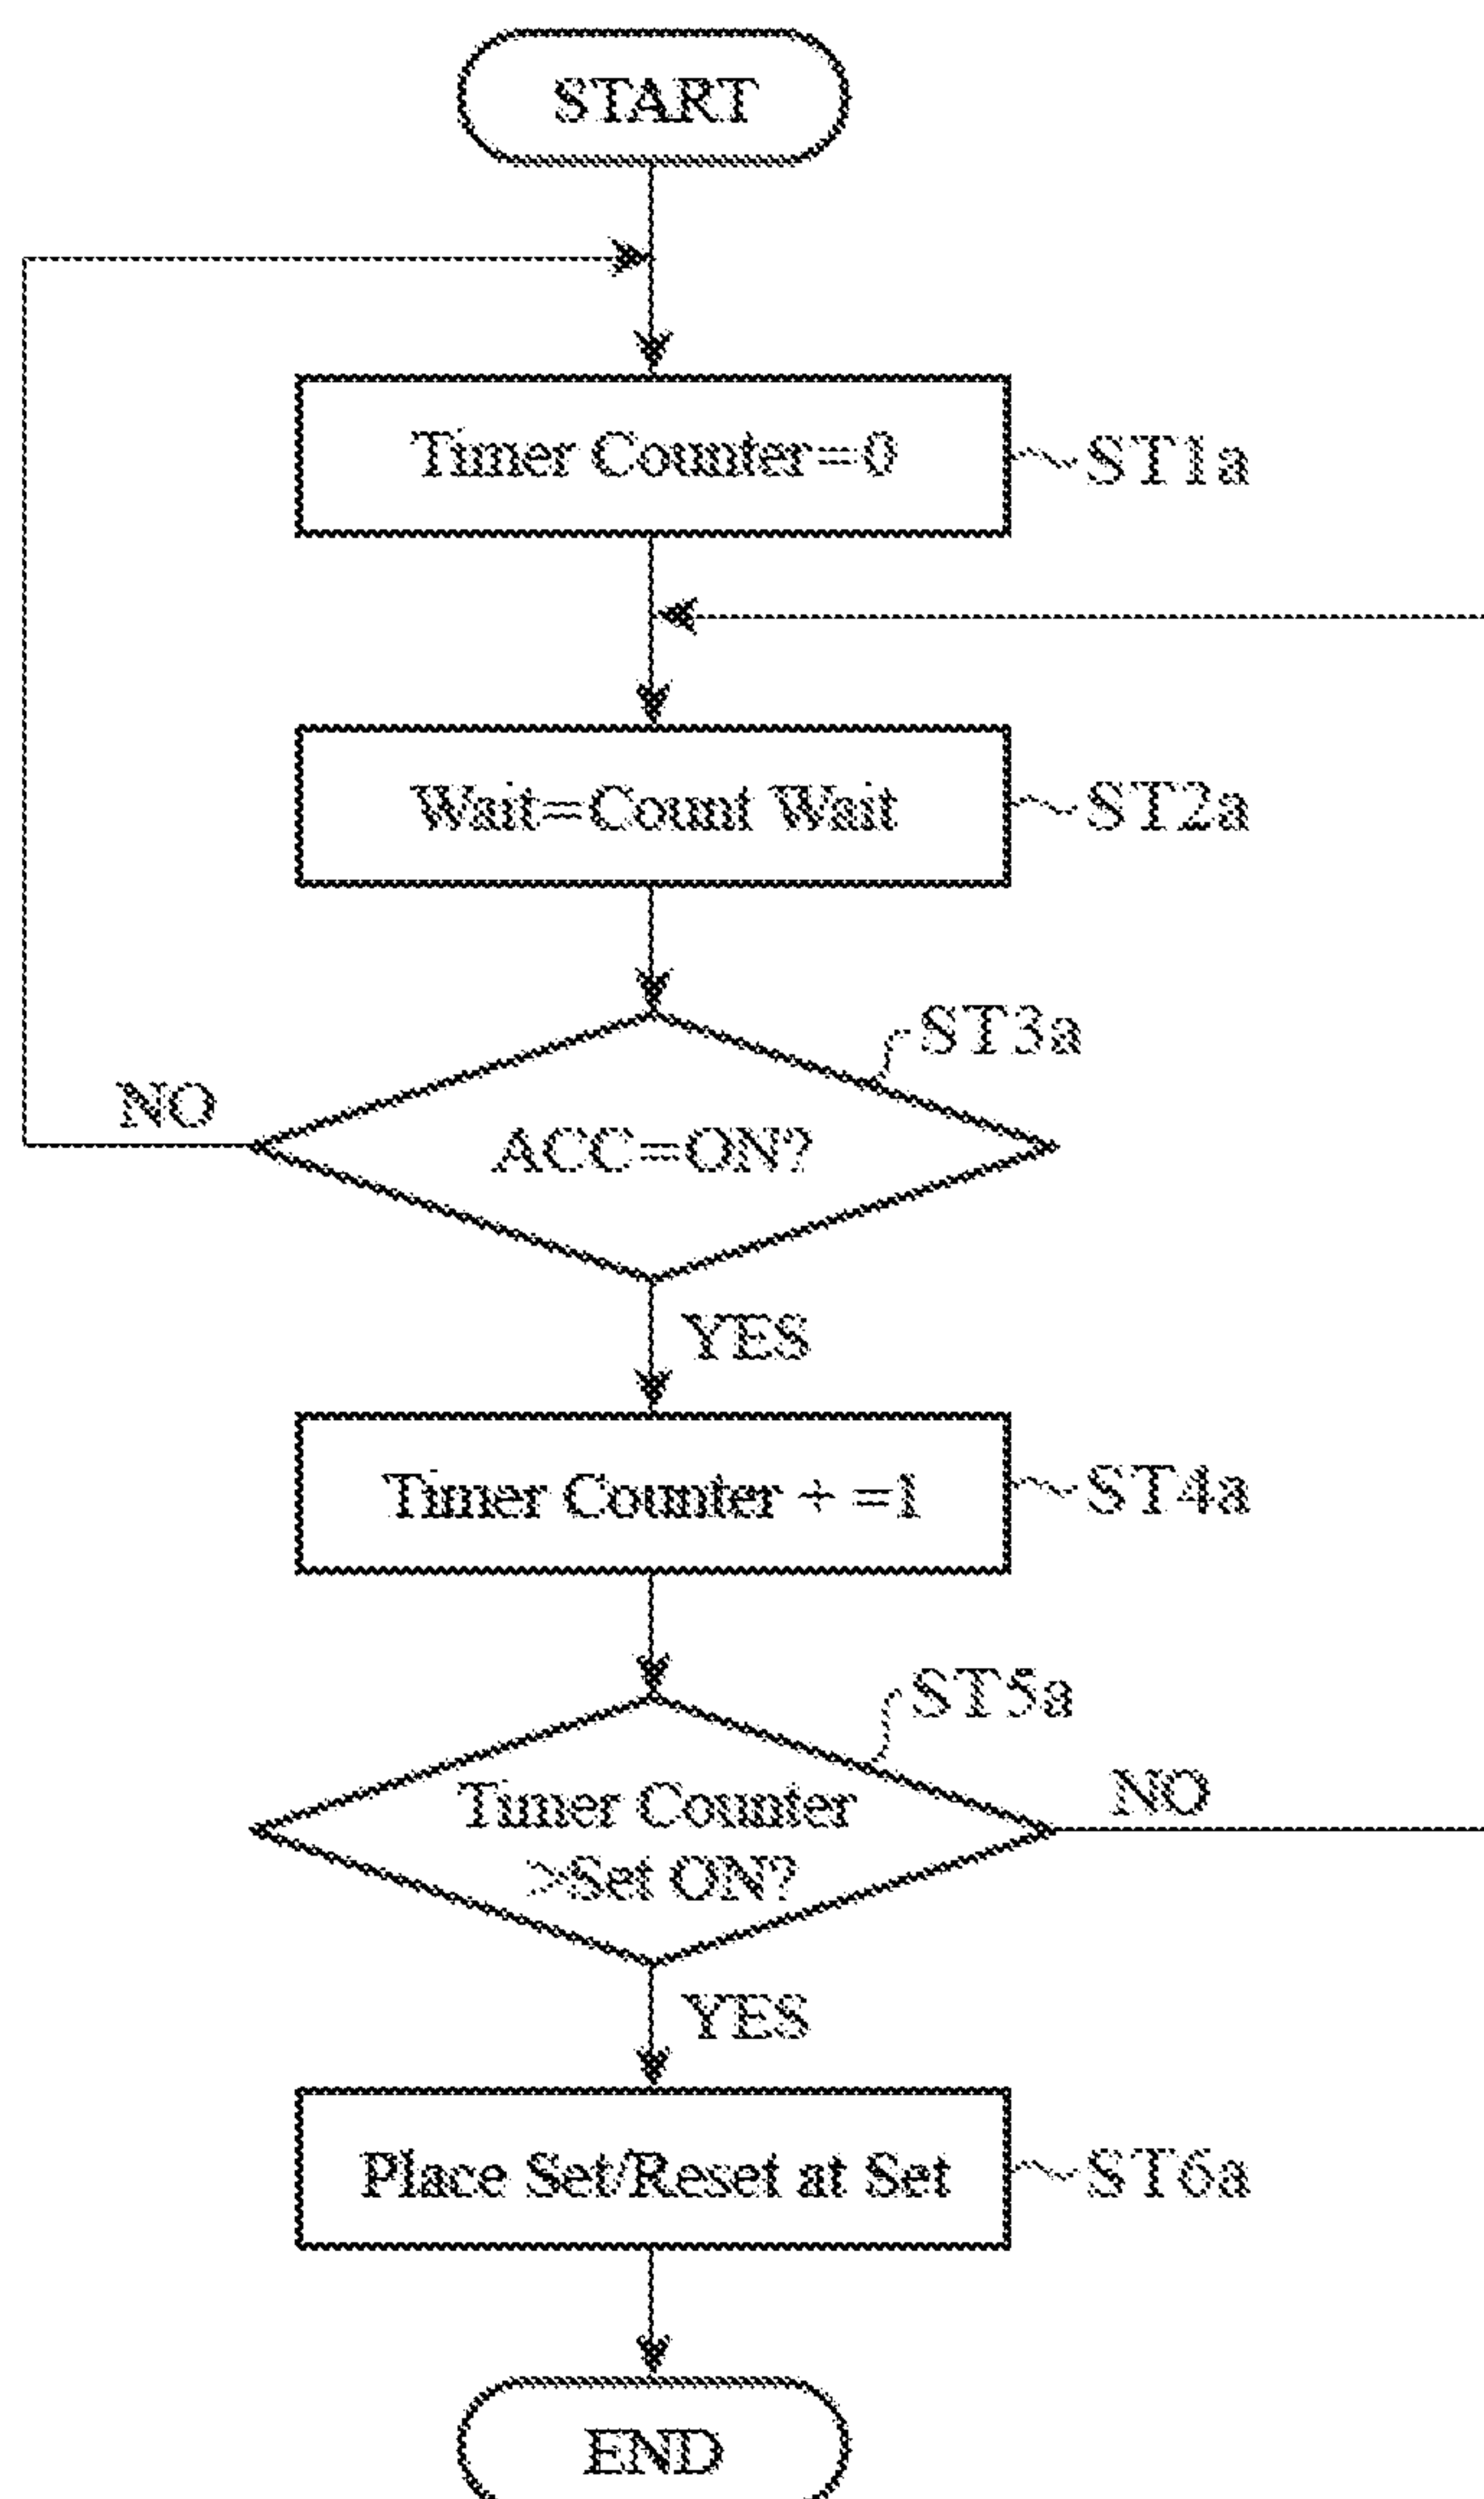 START
Timer Counter=0
ST1a
Wait=Count Wait
ST2a
ST3a
NO
ACC=ON?
YES
Timer Counter + =1
ST4a
ST5a
NO
Timer Counter
>Set ON?
YES
Place Set/Reset at Set
ST6a
END